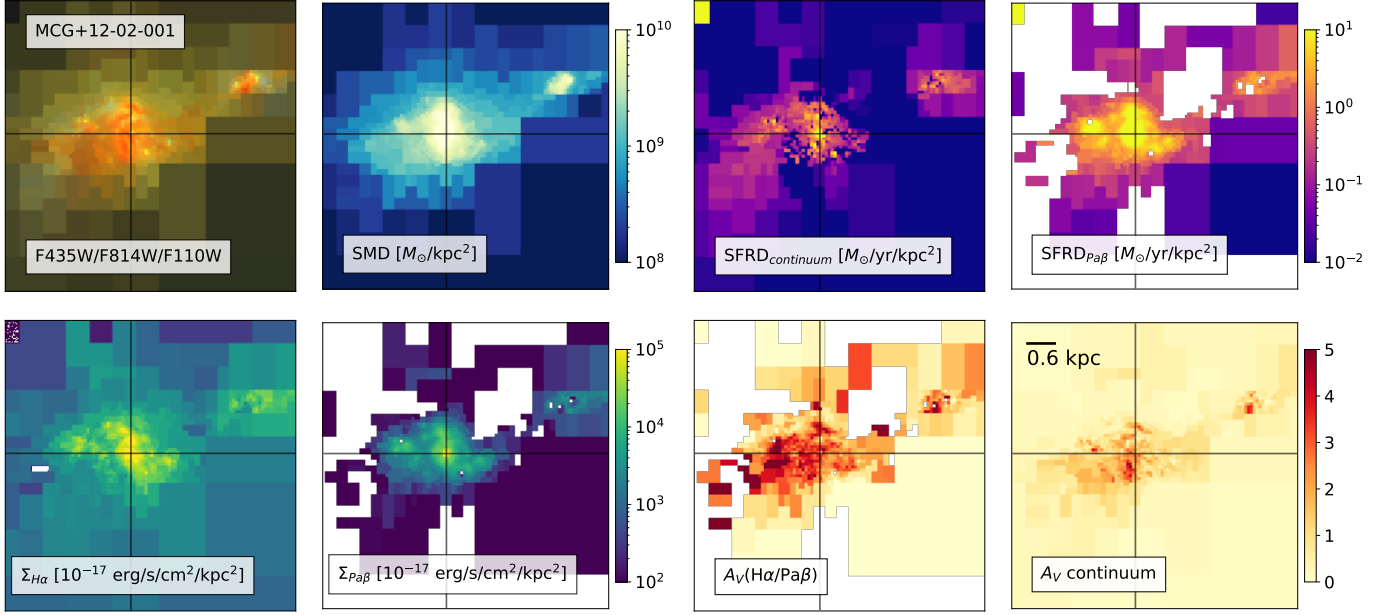 MCG+12-02-001
F435W/F814W/F110W
SMD [M⊙/kpc²]
10¹⁰
10⁹
10⁸
SFRD_continuum [M⊙/yr/kpc²]
SFRD_Paβ [M⊙/yr/kpc²]
10¹
10⁰
10⁻¹
10⁻²
Σ_Hα [10⁻¹⁷ erg/s/cm²/kpc²]
Σ_Paβ [10⁻¹⁷ erg/s/cm²/kpc²]
10⁵
10⁴
10³
10²
A_V(Hα/Paβ)
0.6 kpc
A_V continuum
5
4
3
2
1
0